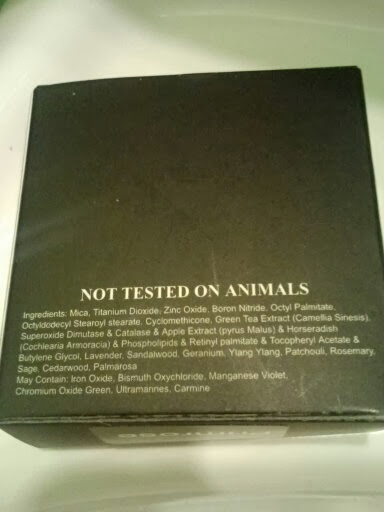 NOT TESTED ON ANIMALS
Ingredients: Mica, Titanium Dioxide, Zinc Oxide, Boron Nitride, Octyl Palmitate,
Octyldodecyl Stearoyl stearate, Cyclomethicone, Green Tea Extract (Camellia Sinesis),
Superoxide Dimutase & Catalase & Apple Extract (pyrus Malus) & Horseradish
(Cochlearia Armoracia) & Phospholipids & Retinyl palmitate & Tocopheryl Acetate &
Butylene Glycol, Lavender, Sandalwood, Geranium, Ylang Ylang, Patchouli, Rosemary,
Sage, Cedarwood, Palmarosa
May Contain: Iron Oxide, Bismuth Oxychloride, Manganese Violet,
Chromium Oxide Green, Ultramarines, Carmine